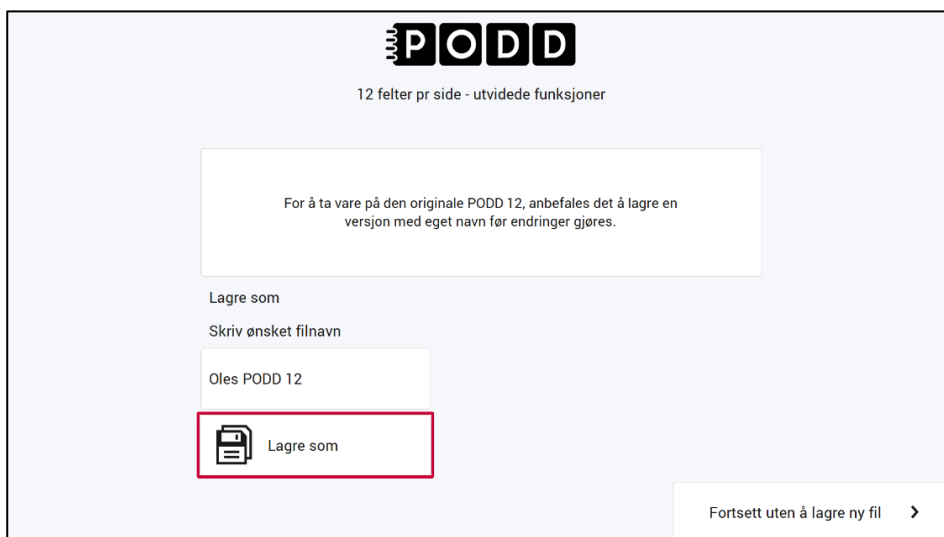 PODD
12 felter pr side - utvidede funksjoner
For å ta vare på den originale PODD 12, anbefales det å lagre en
versjon med eget navn før endringer gjøres.
Lagre som
Skriv ønsket filnavn
Oles PODD 12
Lagre som
Fortsett uten å lagre ny fil